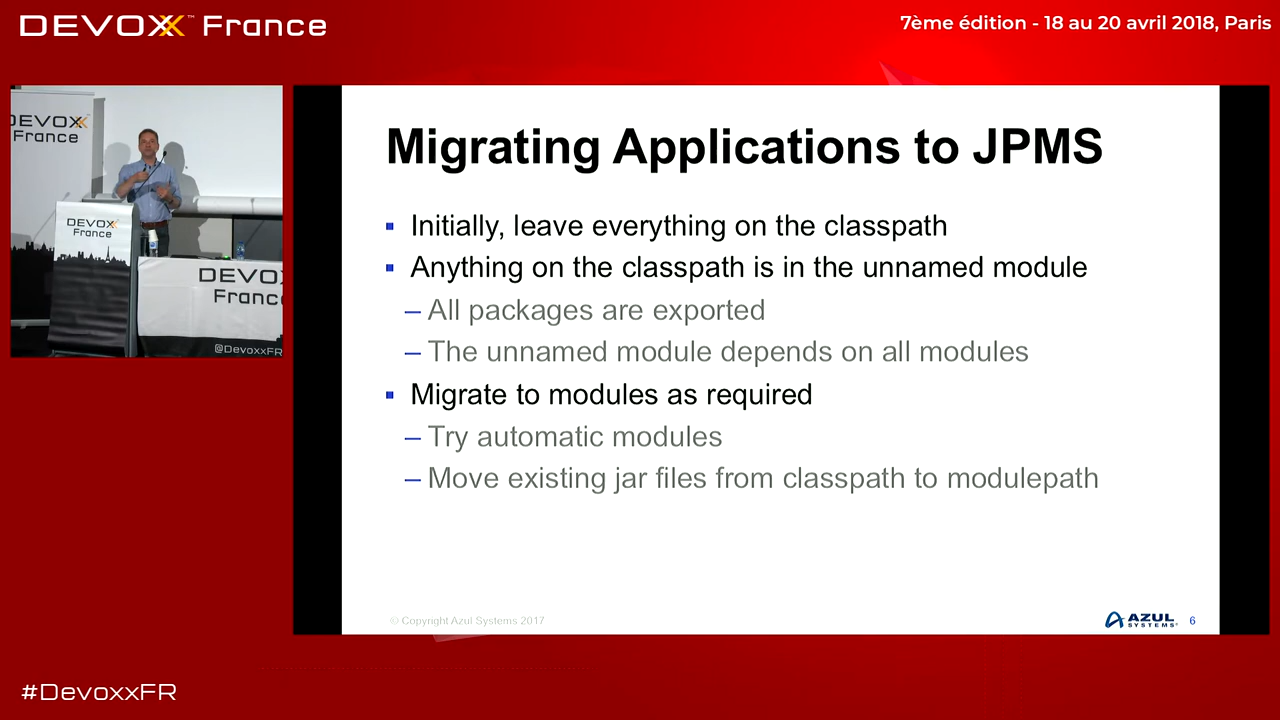 DEVOXX™ France
7ème édition - 18 au 20 avril 2018, Paris
DEVOXX
France
DEVOXX
France
DEVO
France
@DevoxxFR
Migrating Applications to JPMS
▪ Initially, leave everything on the classpath
▪ Anything on the classpath is in the unnamed module
– All packages are exported
– The unnamed module depends on all modules
▪ Migrate to modules as required
– Try automatic modules
– Move existing jar files from classpath to modulepath
© Copyright Azul Systems 2017
AZUL
SYSTEMS®
6
#DevoxxFR